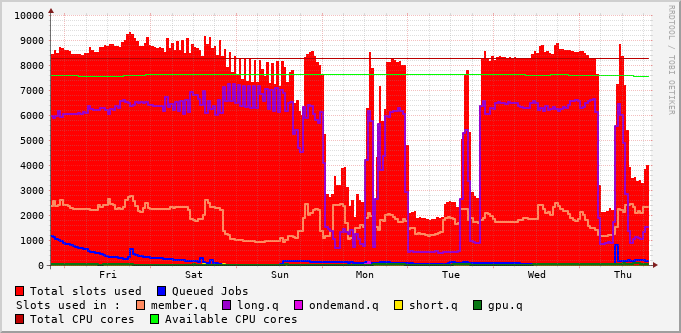 10000
9000
8000
7000
6000
5000
4000
3000
2000
1000
0
Fri Sat Sun Mon Tue Wed Thu
RRDTOOL / TOBI OETIKER
Total slots used Queued Jobs
Slots used in : member.q long.q ondemand.q short.q gpu.q
Total CPU cores Available CPU cores